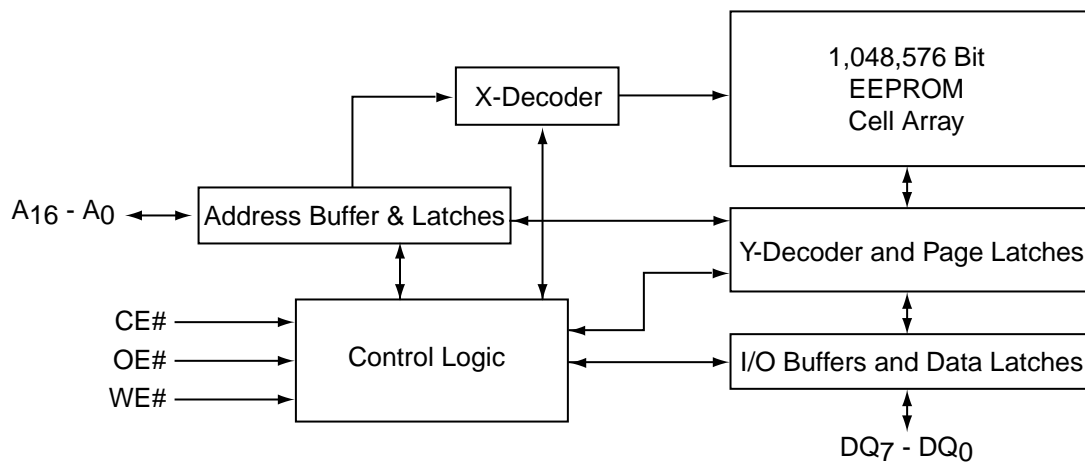 1,048,576 Bit
EEPROM
Cell Array
X-Decoder
A16 - A0
Address Buffer & Latches
Y-Decoder and Page Latches
CE#
OE#
WE#
Control Logic
I/O Buffers and Data Latches
DQ7 - DQ0